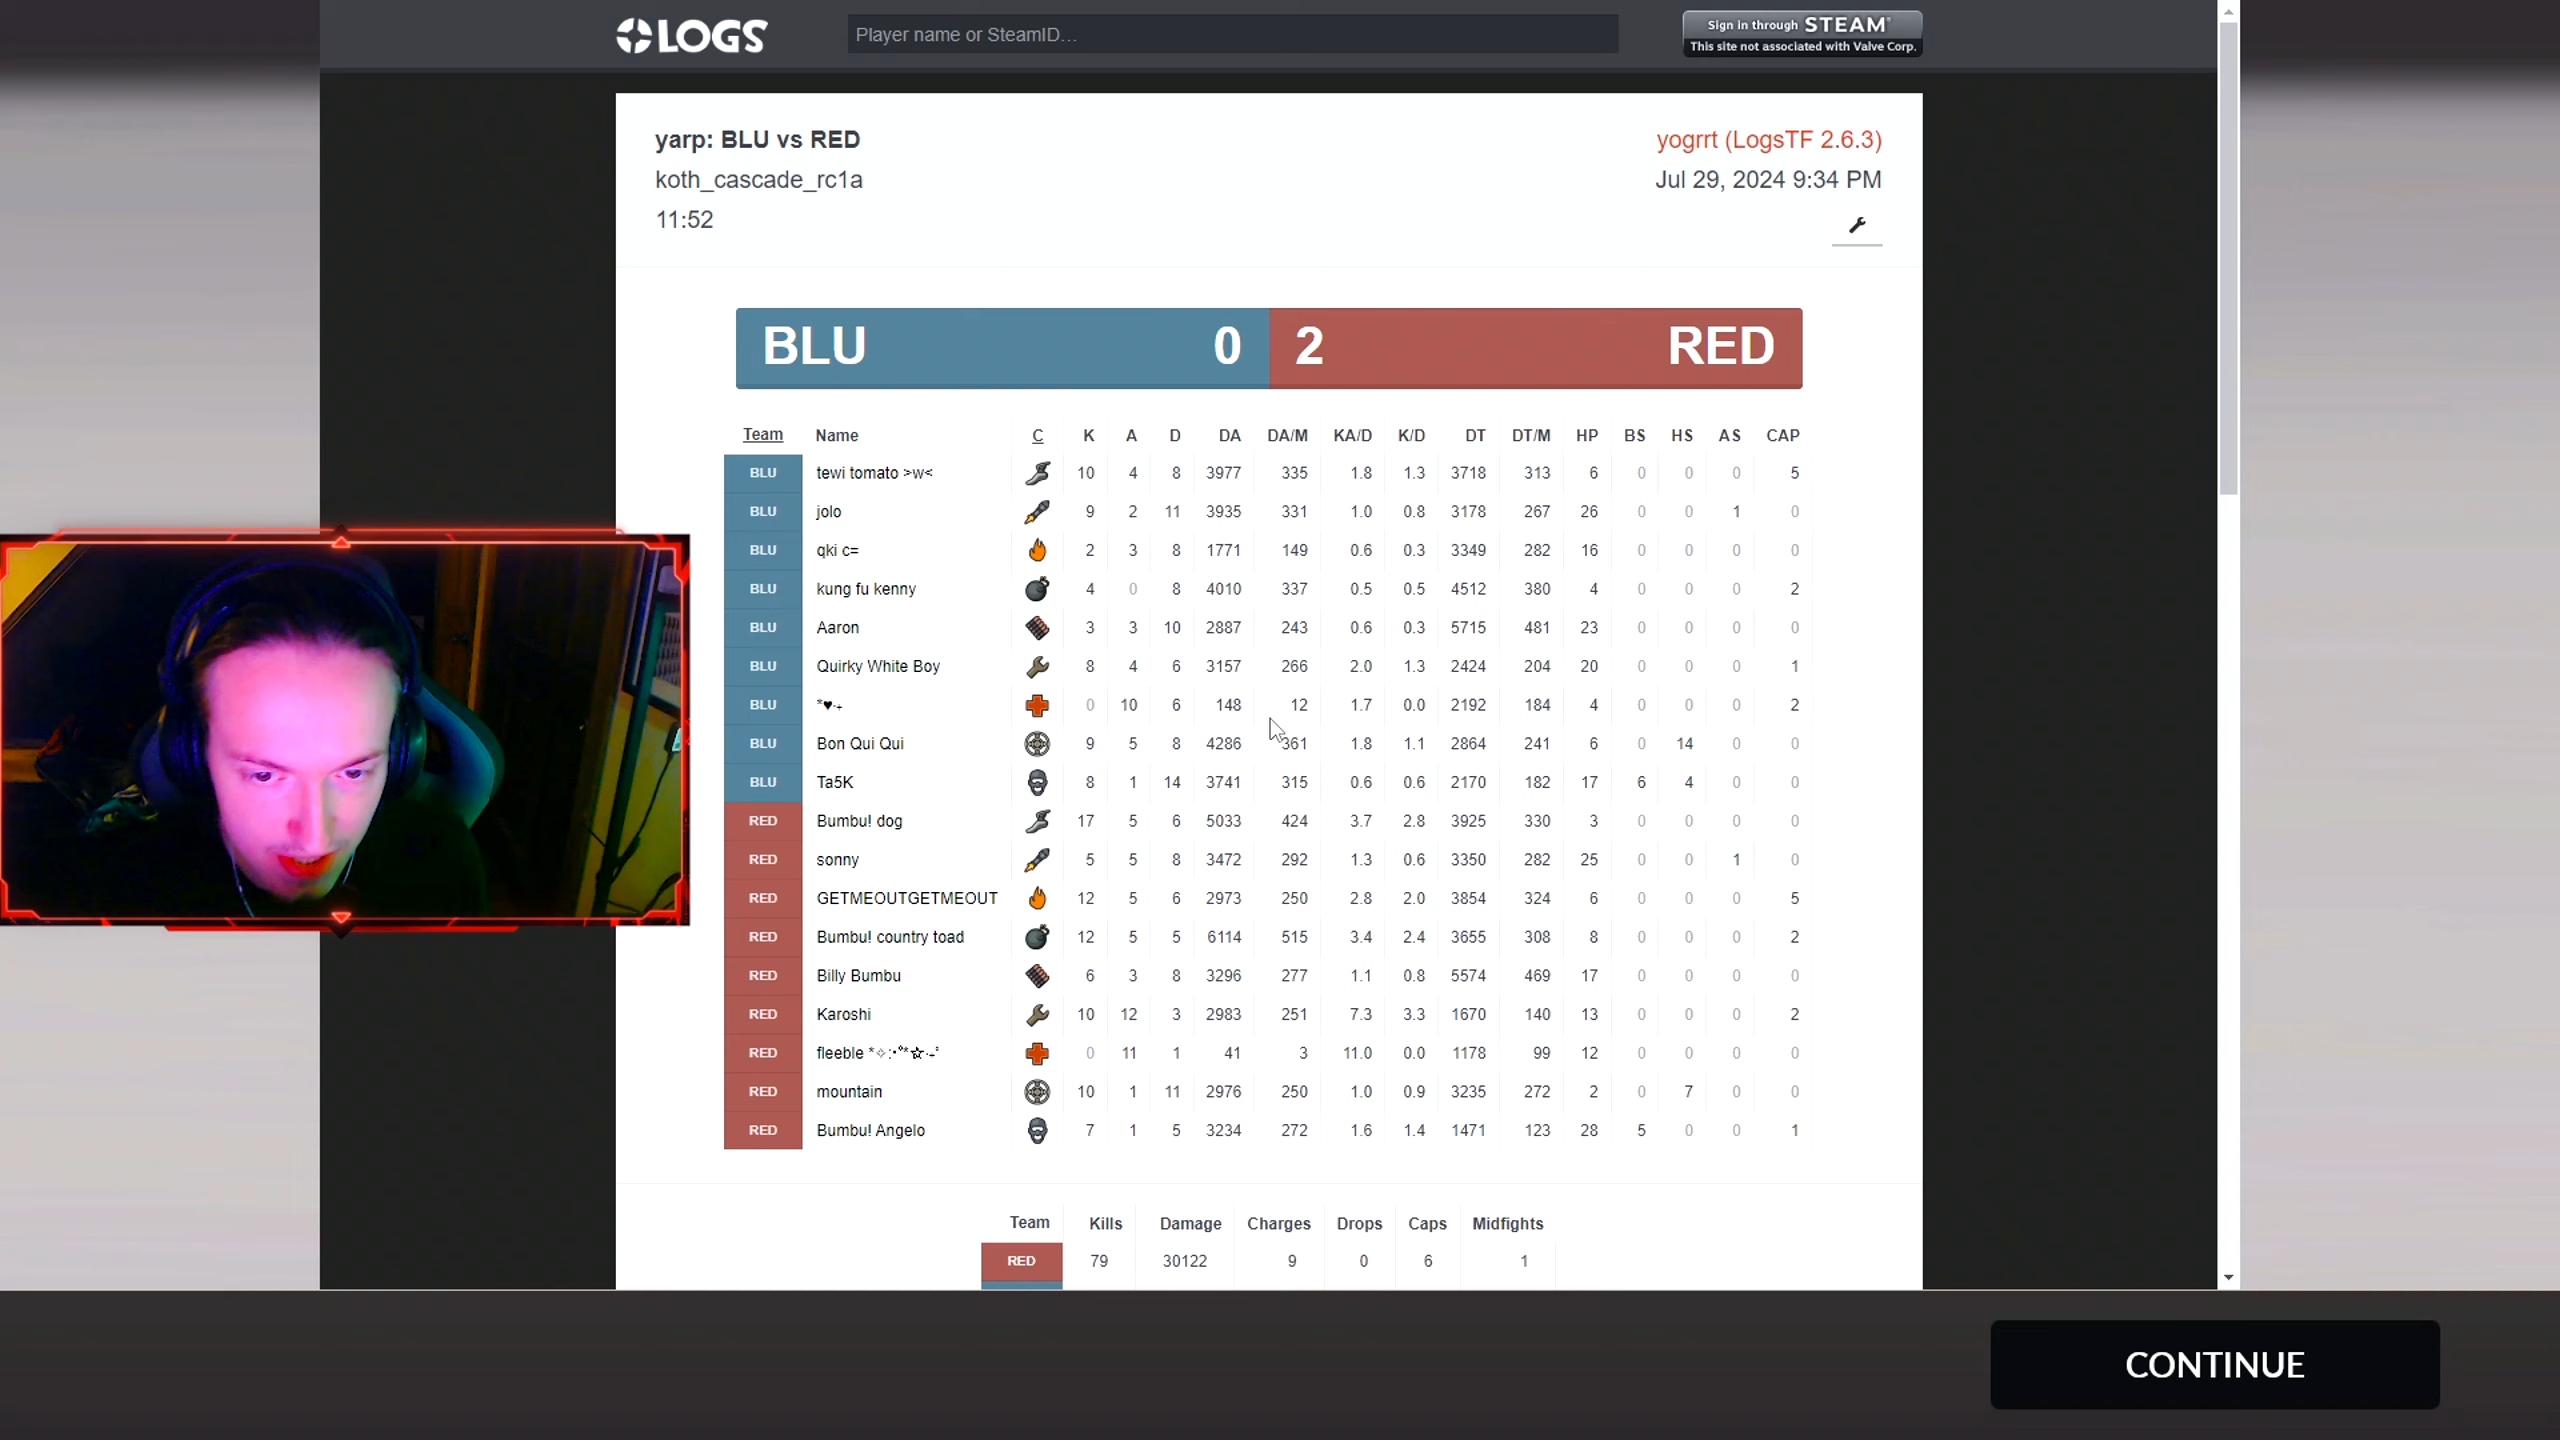 LOGS
Player name or SteamID...
Sign in through STEAM
This site not associated with Valve Corp.
yarp: BLU vs RED
yogrrt (LogsTF 2.6.3)
koth_cascade_rc1a
Jul 29, 2024 9:34 PM
11:52
BLU 0 2 RED
Team Name C K A D DA DA/M KA/D K/D DT DT/M HP BS HS AS CAP
BLU tewi tomato >w< 10 4 8 3977 335 1.8 1.3 3718 313 6 0 0 0 5
BLU jolo 9 2 11 3935 331 1.0 0.8 3178 267 26 0 0 1 0
BLU qki c= 2 3 8 1771 149 0.6 0.3 3349 282 16 0 0 0 0
BLU kung fu kenny 4 0 8 4010 337 0.5 0.5 4512 380 4 0 0 0 2
BLU Aaron 3 3 10 2887 243 0.6 0.3 5715 481 23 0 0 0 0
BLU Quirky White Boy 8 4 6 3157 266 2.0 1.3 2424 204 20 0 0 0 1
BLU *♥·+ 0 10 6 148 12 1.7 0.0 2192 184 4 0 0 0 2
BLU Bon Qui Qui 9 5 8 4286 361 1.8 1.1 2864 241 6 0 14 0 0
BLU Ta5K 8 1 14 3741 315 0.6 0.6 2170 182 17 6 4 0 0
RED Bumbu! dog 17 5 6 5033 424 3.7 2.8 3925 330 3 0 0 0 0
RED sonny 5 5 8 3472 292 1.3 0.6 3350 282 25 0 0 1 0
RED GETMEOUTGETMEOUT 12 5 6 2973 250 2.8 2.0 3854 324 6 0 0 0 5
RED Bumbu! country toad 12 5 5 6114 515 3.4 2.4 3655 308 8 0 0 0 2
RED Billy Bumbu 6 3 8 3296 277 1.1 0.8 5574 469 17 0 0 0 0
RED Karoshi 10 12 3 2983 251 7.3 3.3 1670 140 13 0 0 0 2
RED fleeble 0 11 1 41 3 11.0 0.0 1178 99 12 0 0 0 0
RED mountain 10 1 11 2976 250 1.0 0.9 3235 272 2 0 7 0 0
RED Bumbu! Angelo 7 1 5 3234 272 1.6 1.4 1471 123 28 5 0 0 1
Team Kills Damage Charges Drops Caps Midfights
RED 79 30122 9 0 6 1
CONTINUE